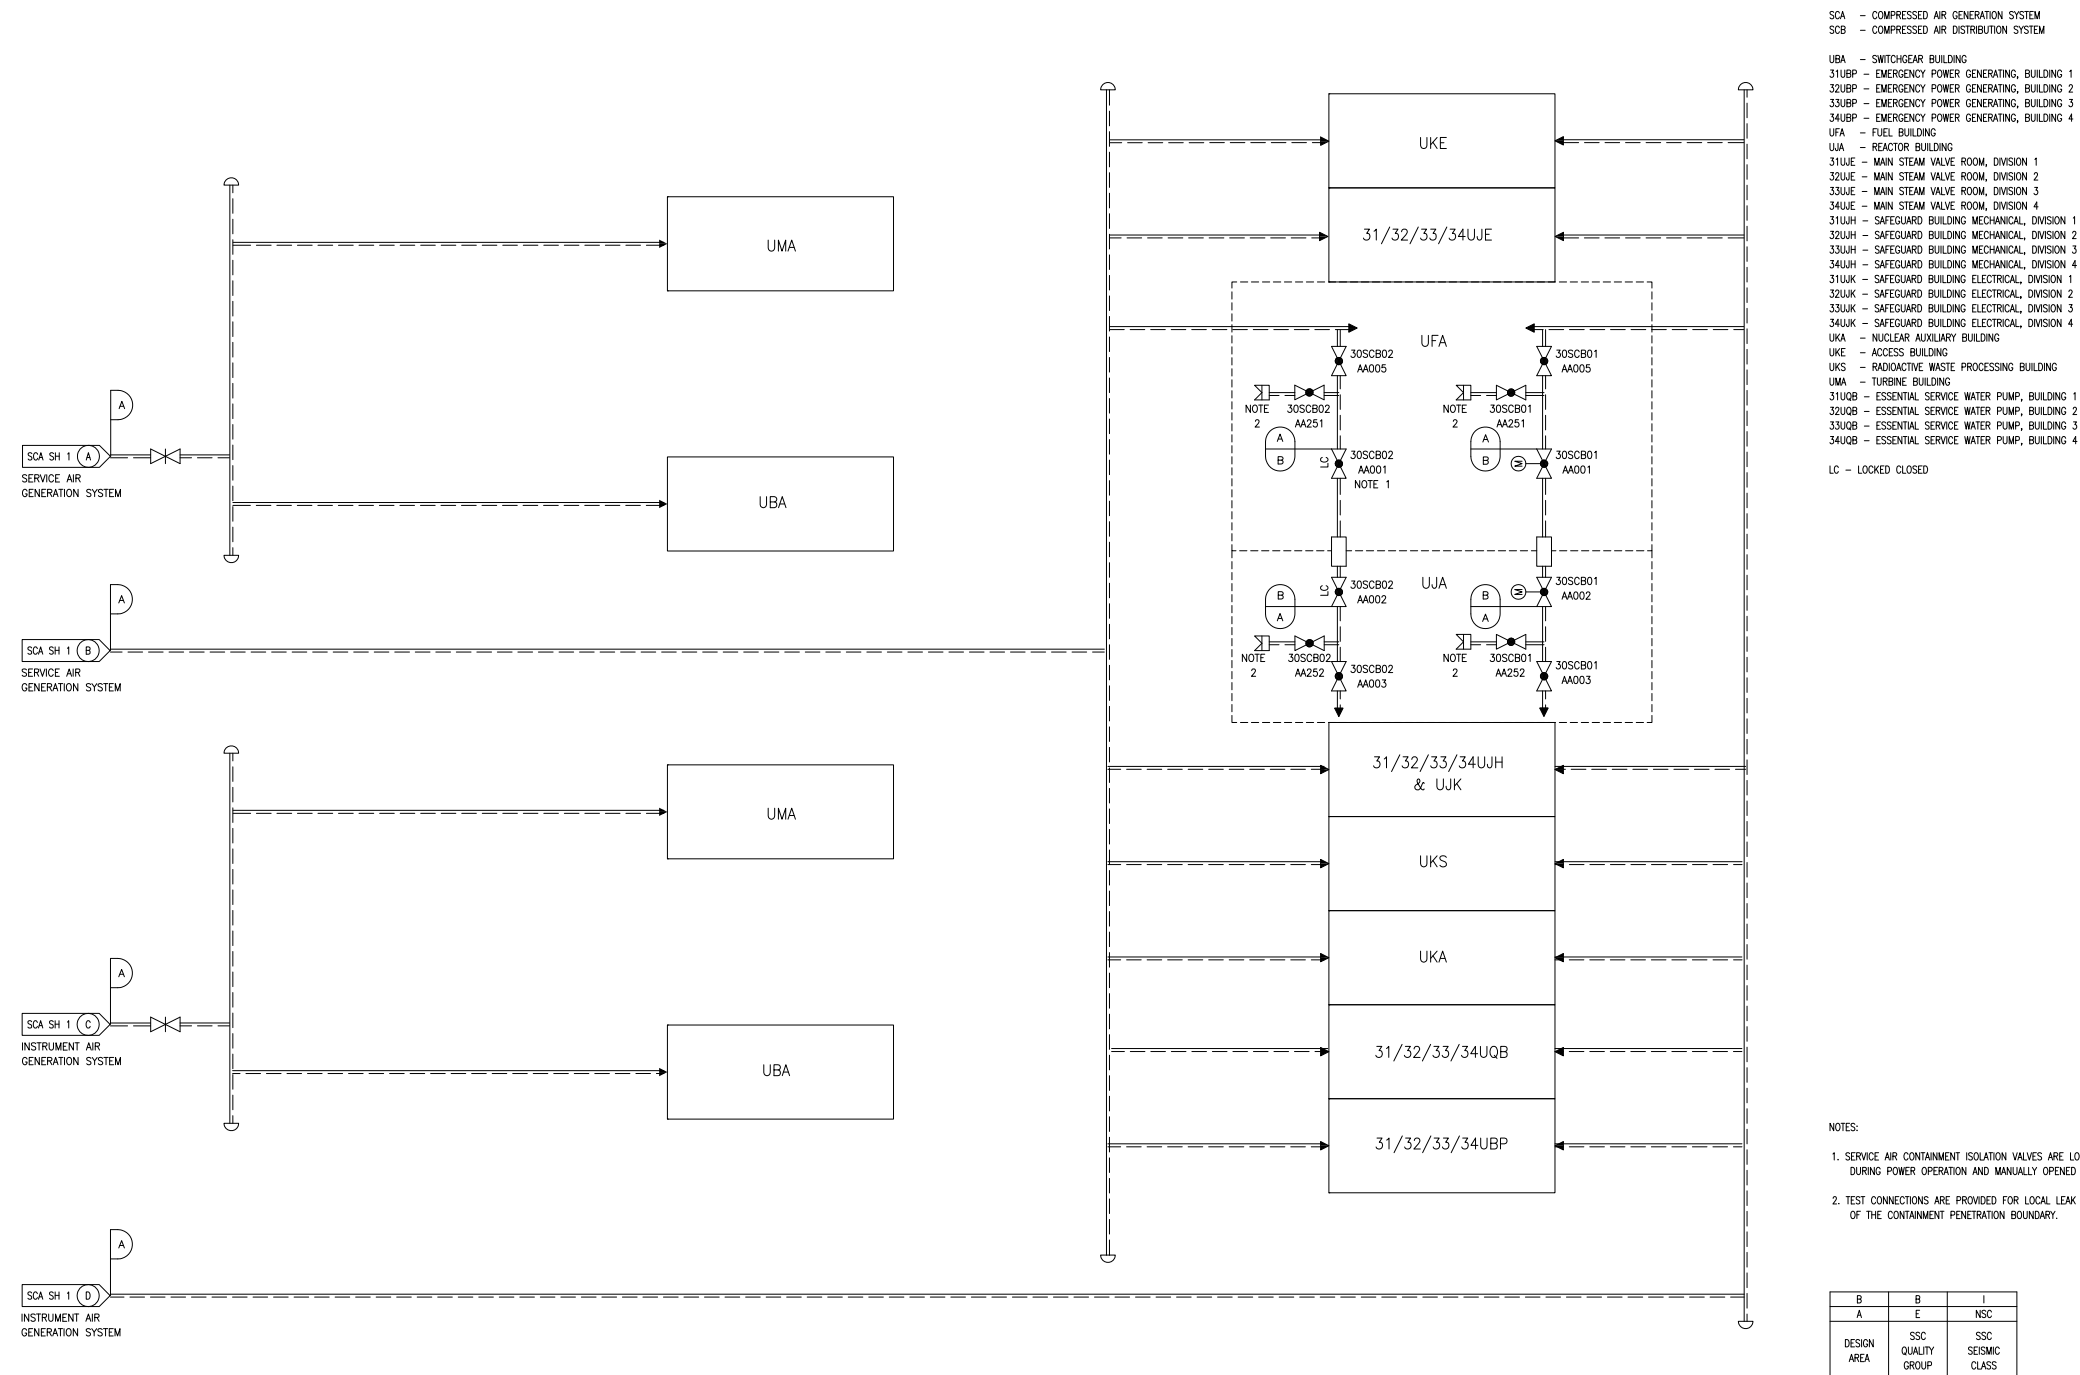 SCA – COMPRESSED AIR GENERATION SYSTEM
SCB – COMPRESSED AIR DISTRIBUTION SYSTEM
UBA – SWITCHGEAR BUILDING
31UBP – EMERGENCY POWER GENERATING, BUILDING 1
32UBP – EMERGENCY POWER GENERATING, BUILDING 2
33UBP – EMERGENCY POWER GENERATING, BUILDING 3
34UBP – EMERGENCY POWER GENERATING, BUILDING 4
UFA – FUEL BUILDING
UJA – REACTOR BUILDING
31UJE – MAIN STEAM VALVE ROOM, DIVISION 1
32UJE – MAIN STEAM VALVE ROOM, DIVISION 2
33UJE – MAIN STEAM VALVE ROOM, DIVISION 3
34UJE – MAIN STEAM VALVE ROOM, DIVISION 4
31UJH – SAFEGUARD BUILDING MECHANICAL, DIVISION 1
32UJH – SAFEGUARD BUILDING MECHANICAL, DIVISION 2
33UJH – SAFEGUARD BUILDING MECHANICAL, DIVISION 3
34UJH – SAFEGUARD BUILDING MECHANICAL, DIVISION 4
31UJK – SAFEGUARD BUILDING ELECTRICAL, DIVISION 1
32UJK – SAFEGUARD BUILDING ELECTRICAL, DIVISION 2
33UJK – SAFEGUARD BUILDING ELECTRICAL, DIVISION 3
34UJK – SAFEGUARD BUILDING ELECTRICAL, DIVISION 4
UKA – NUCLEAR AUXILIARY BUILDING
UKE – ACCESS BUILDING
UKS – RADIOACTIVE WASTE PROCESSING BUILDING
UMA – TURBINE BUILDING
31UQB – ESSENTIAL SERVICE WATER PUMP, BUILDING 1
32UQB – ESSENTIAL SERVICE WATER PUMP, BUILDING 2
33UQB – ESSENTIAL SERVICE WATER PUMP, BUILDING 3
34UQB – ESSENTIAL SERVICE WATER PUMP, BUILDING 4
LC – LOCKED CLOSED
UMA
A
SCA SH 1 A
SERVICE AIR
GENERATION SYSTEM
UBA
A
SCA SH 1 B
SERVICE AIR
GENERATION SYSTEM
UMA
A
SCA SH 1 C
INSTRUMENT AIR
GENERATION SYSTEM
UBA
A
SCA SH 1 D
INSTRUMENT AIR
GENERATION SYSTEM
UKE
31/32/33/34UJE
UFA
30SCB02
AA005
30SCB01
AA005
NOTE
2
30SCB02
AA251
NOTE
2
30SCB01
AA251
A
B
LC
30SCB02
AA001
NOTE 1
A
B
M
30SCB01
AA001
UJA
B
A
LC
30SCB02
AA002
B
A
M
30SCB01
AA002
NOTE
2
30SCB02
AA252
30SCB02
AA003
NOTE
2
30SCB01
AA252
30SCB01
AA003
31/32/33/34UJH
& UJK
UKS
UKA
31/32/33/34UQB
31/32/33/34UBP
NOTES:
1. SERVICE AIR CONTAINMENT ISOLATION VALVES ARE LO
DURING POWER OPERATION AND MANUALLY OPENED
2. TEST CONNECTIONS ARE PROVIDED FOR LOCAL LEAK
OF THE CONTAINMENT PENETRATION BOUNDARY.
B B I
A E NSC
DESIGN
AREA
SSC
QUALITY
GROUP
SSC
SEISMIC
CLASS